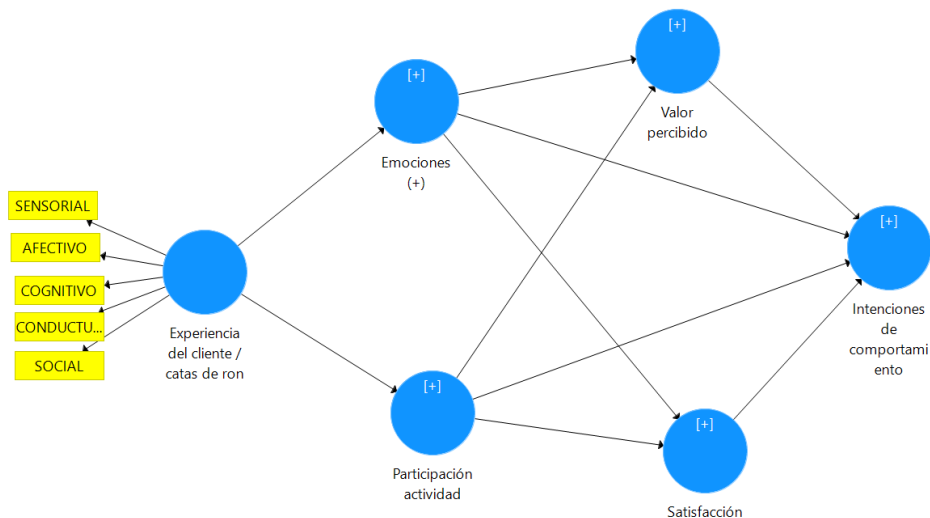 [+]
Valor
percibido
[+]
Emociones
(+)
SENSORIAL
AFECTIVO
COGNITIVO
CONDUCTU...
SOCIAL
Experiencia
del cliente /
catas de ron
[+]
Intenciones
de
comportami
ento
[+]
Participación
actividad
[+]
Satisfacción